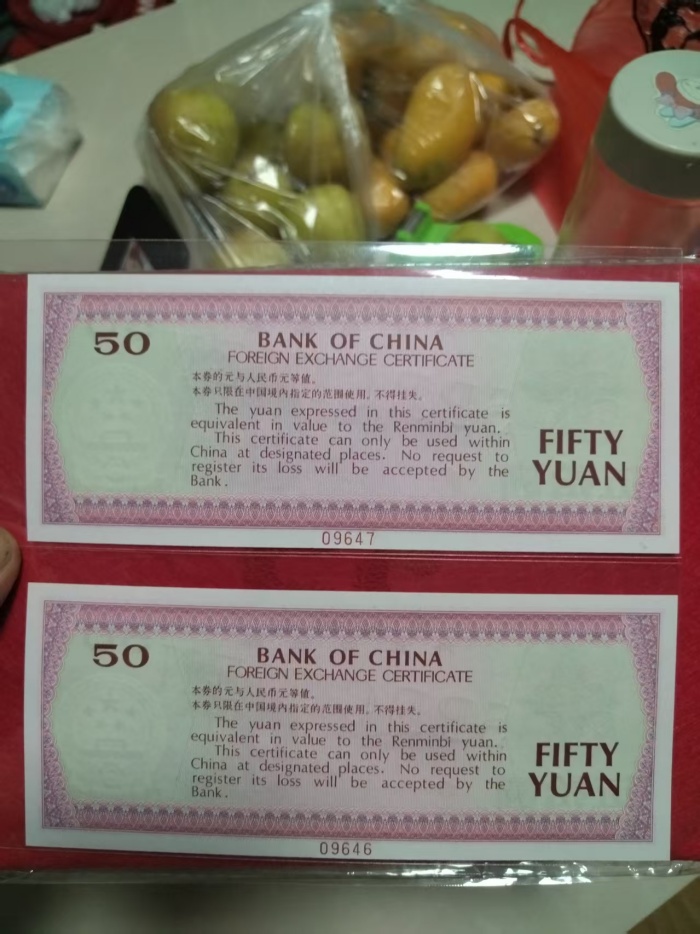 50
BANK OF CHINA
FOREIGN EXCHANGE CERTIFICATE
本券的元与人民币元等值。
本券只限在中国境内指定的范围使用。不得挂失。
The yuan expressed in this certificate is
equivalent in value to the Renminbi yuan.
This certificate can only be used within
China at designated places. No request to
register its loss will be accepted by the
Bank.
FIFTY
YUAN
09647
50
BANK OF CHINA
FOREIGN EXCHANGE CERTIFICATE
本券的元与人民币元等值。
本券只限在中国境内指定的范围使用。不得挂失。
The yuan expressed in this certificate is
equivalent in value to the Renminbi yuan.
This certificate can only be used within
China at designated places. No request to
register its loss will be accepted by the
Bank.
FIFTY
YUAN
09646